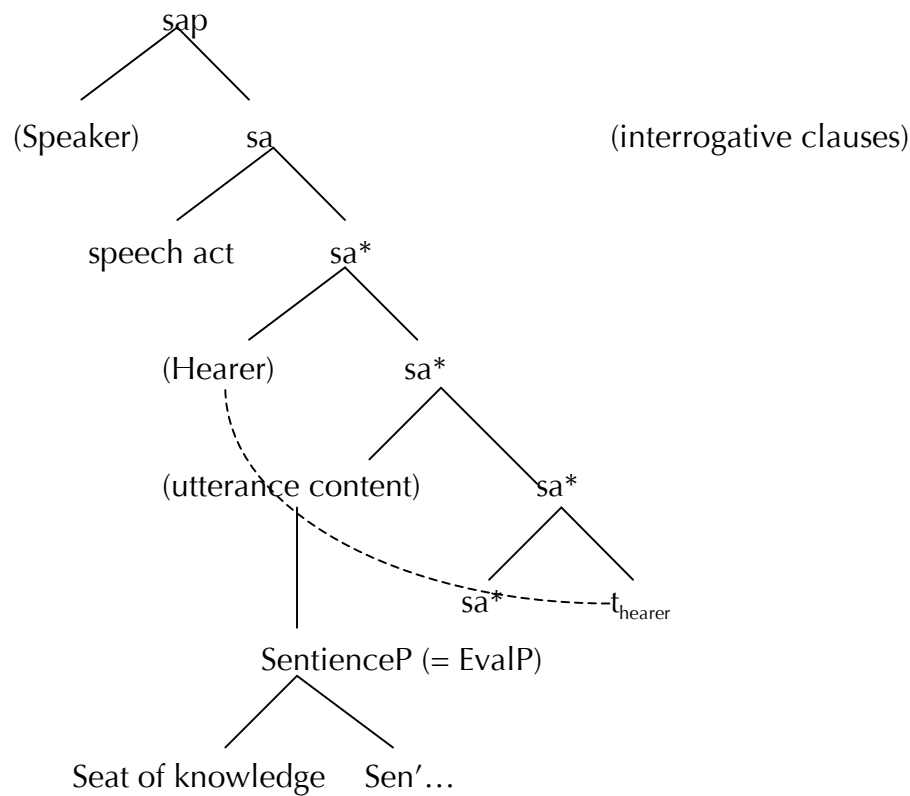 sap
(Speaker) sa (interrogative clauses)
speech act sa*
(Hearer) sa*
(utterance content) sa*
sa* thearer
SentienceP (= EvalP)
Seat of knowledge Sen′…